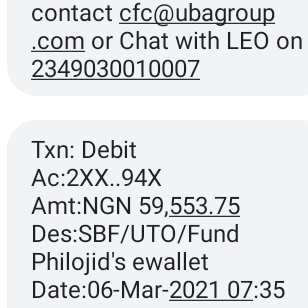 contact cfc@ubagroup
.com or Chat with LEO on
2349030010007
Txn: Debit
Ac:2XX..94X
Amt:NGN 59,553.75
Des:SBF/UTO/Fund
Philojid's ewallet
Date:06-Mar-2021 07:35